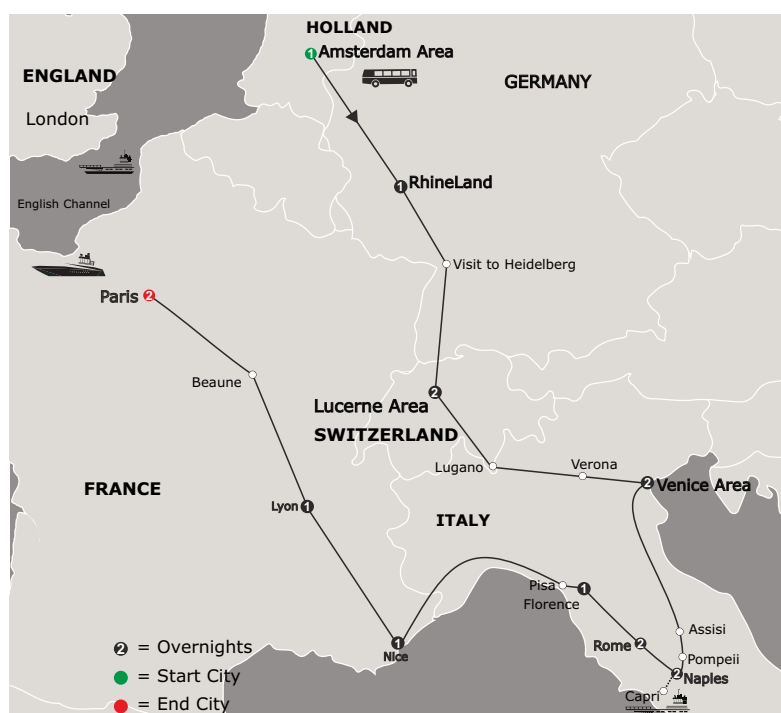 HOLLAND
1 Amsterdam Area
ENGLAND
GERMANY
London
1 RhineLand
English Channel
Visit to Heidelberg
Paris 2
Beaune
2
Lucerne Area
SWITZERLAND
Lugano
Verona
2 Venice Area
FRANCE
Lyon 1
ITALY
Pisa
1
Florence
Assisi
1
Nice
Rome 2
Pompeii
2 Naples
Capri
2 = Overnights
= Start City
= End City